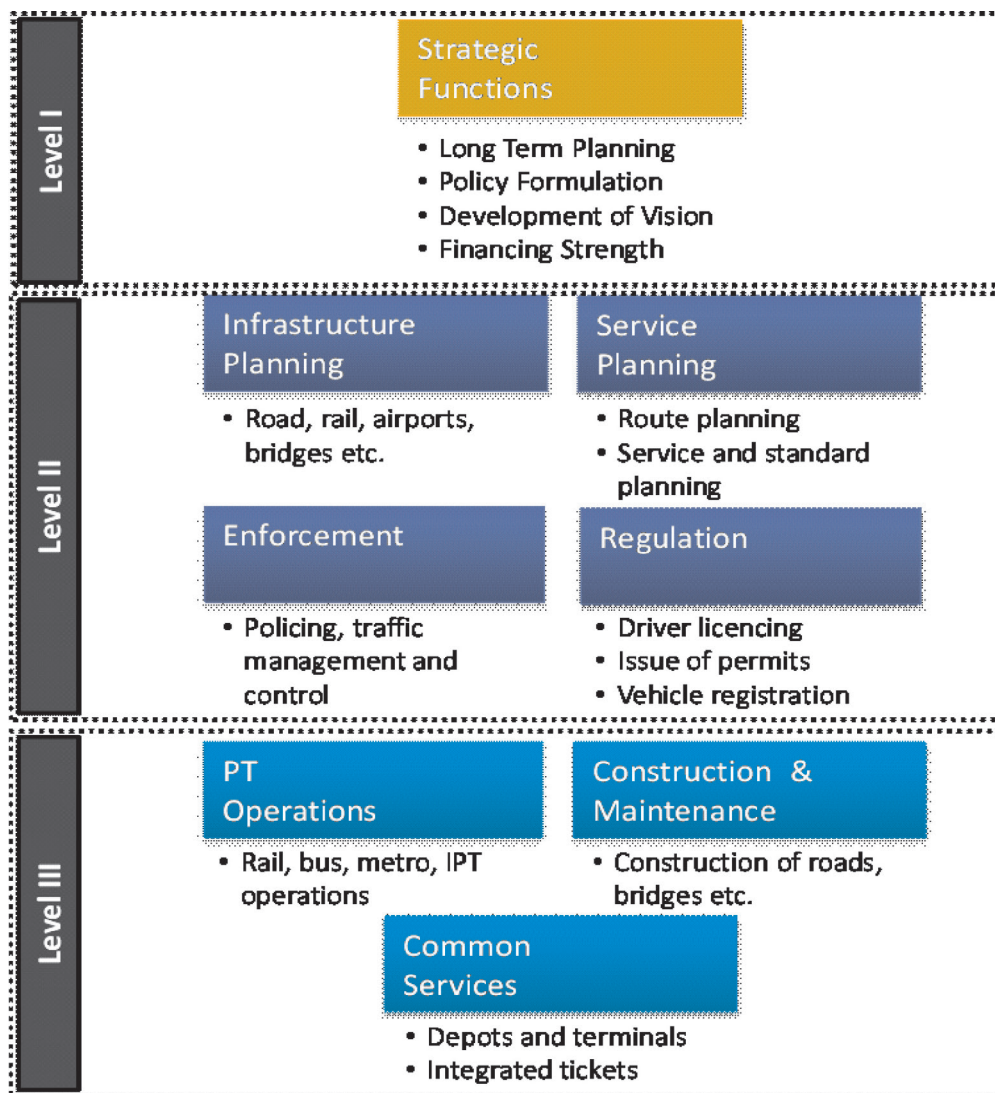 Level I
Strategic
Functions
• Long Term Planning
• Policy Formulation
• Development of Vision
• Financing Strength
Level II
Infrastructure
Planning
• Road, rail, airports,
bridges etc.
Service
Planning
• Route planning
• Service and standard
planning
Enforcement
• Policing, traffic
management and
control
Regulation
• Driver licencing
• Issue of permits
• Vehicle registration
Level III
PT
Operations
• Rail, bus, metro, IPT
operations
Construction &
Maintenance
• Construction of roads,
bridges etc.
Common
Services
• Depots and terminals
• Integrated tickets